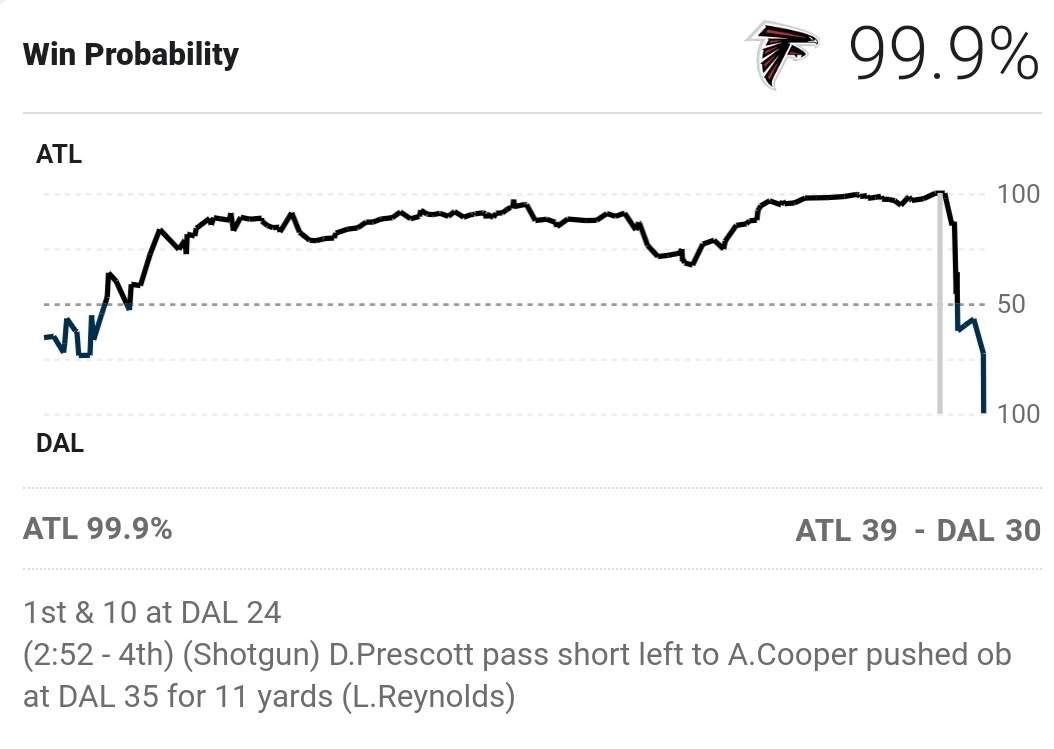 Win Probability 99.9%
ATL
100
50
100
DAL
ATL 99.9% ATL 39 - DAL 30
1st & 10 at DAL 24
(2:52 - 4th) (Shotgun) D.Prescott pass short left to A.Cooper pushed ob
at DAL 35 for 11 yards (L.Reynolds)